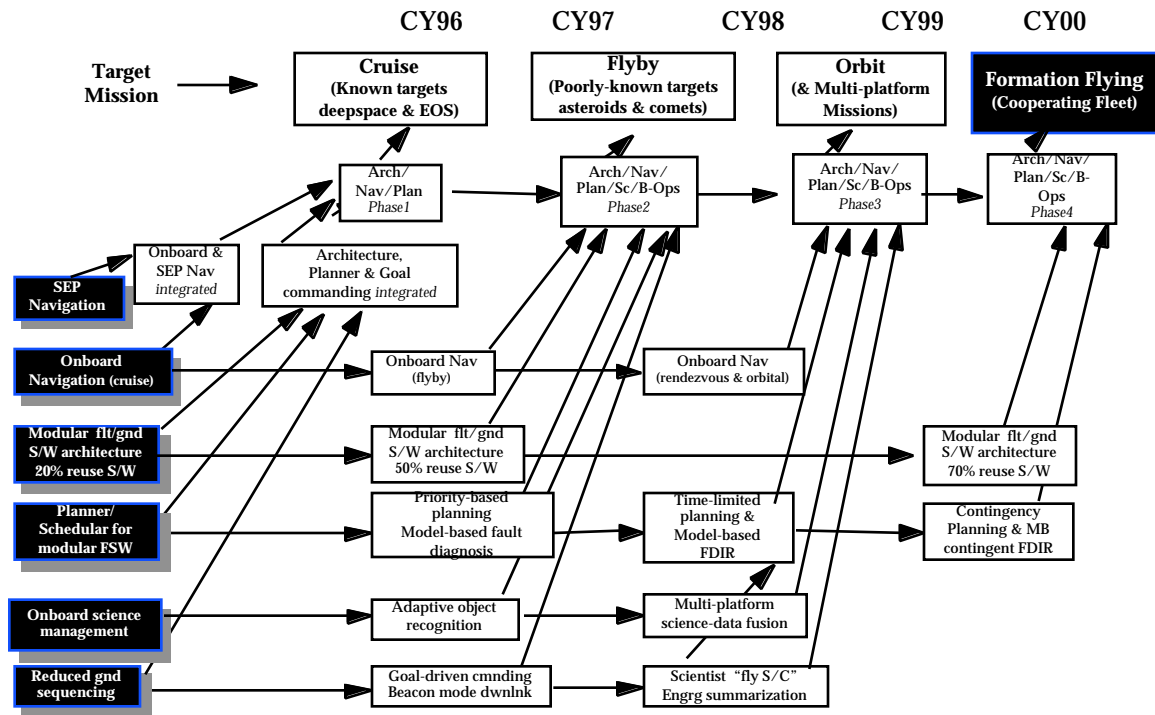 CY96 CY97 CY98 CY99 CY00
Target
Mission
Cruise
(Known targets
deepspace & EOS)
Flyby
(Poorly-known targets
asteroids & comets)
Orbit
(& Multi-platform
Missions)
Formation Flying
(Cooperating Fleet)
Arch/
Nav/Plan
Phase1
Arch/Nav/
Plan/Sc/B-Ops
Phase2
Arch/Nav/
Plan/Sc/B-Ops
Phase3
Arch/Nav/
Plan/Sc/B-
Ops
Phase4
Onboard &
SEP Nav
integrated
Architecture,
Planner & Goal
commanding integrated
SEP
Navigation
Onboard
Navigation (cruise)
Onboard Nav
(flyby)
Onboard Nav
(rendezvous & orbital)
Modular flt/gnd
S/W architecture
20% reuse S/W
Modular flt/gnd
S/W architecture
50% reuse S/W
Modular flt/gnd
S/W architecture
70% reuse S/W
Planner/
Schedular for
modular FSW
Priority-based
planning
Model-based fault
diagnosis
Time-limited
planning &
Model-based
FDIR
Contingency
Planning & MB
contingent FDIR
Onboard science
management
Adaptive object
recognition
Multi-platform
science-data fusion
Reduced gnd
sequencing
Goal-driven cmnding
Beacon mode dwnlnk
Scientist "fly S/C"
Engrg summarization